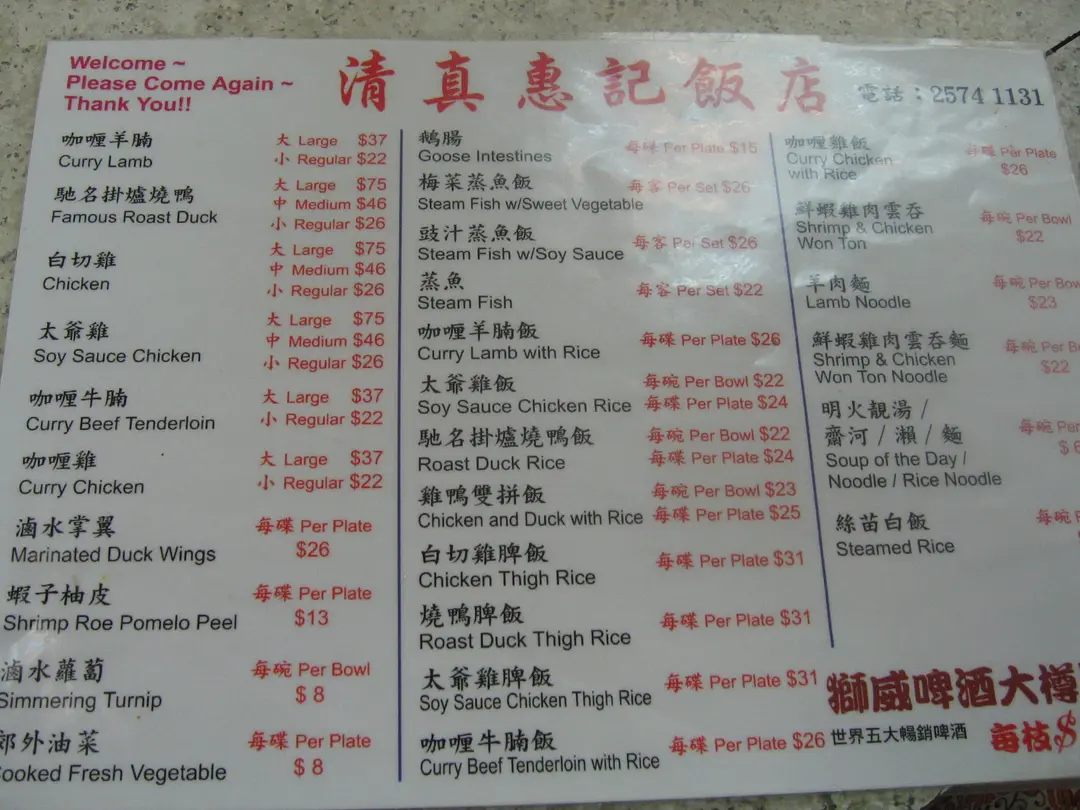 Welcome ~
Please Come Again ~
Thank You!!
清真惠記飯店
電話：2574 1131
咖喱羊腩 大 Large $37
Curry Lamb 小 Regular $22
馳名掛爐燒鴨 大 Large $75
Famous Roast Duck 中 Medium $46
小 Regular $26
白切雞 大 Large $75
Chicken 中 Medium $46
小 Regular $26
太爺雞 大 Large $75
Soy Sauce Chicken 中 Medium $46
小 Regular $26
咖喱牛腩 大 Large $37
Curry Beef Tenderloin 小 Regular $22
咖喱雞 大 Large $37
Curry Chicken 小 Regular $22
滷水掌翼 每碟 Per Plate
Marinated Duck Wings $26
蝦子柚皮 每碟 Per Plate
Shrimp Roe Pomelo Peel $13
滷水蘿蔔 每碗 Per Bowl
Simmering Turnip $ 8
郊外油菜 每碟 Per Plate
Cooked Fresh Vegetable $ 8
鵝腸 每碟 Per Plate $15
Goose Intestines
梅菜蒸魚飯 每客 Per Set $26
Steam Fish w/Sweet Vegetable
豉汁蒸魚飯 每客 Per Set $26
Steam Fish w/Soy Sauce
蒸魚 每客 Per Set $22
Steam Fish
咖喱羊腩飯 每碟 Per Plate $26
Curry Lamb with Rice
太爺雞飯 每碗 Per Bowl $22
Soy Sauce Chicken Rice 每碟 Per Plate $24
馳名掛爐燒鴨飯 每碗 Per Bowl $22
Roast Duck Rice 每碟 Per Plate $24
雞鴨雙拼飯 每碗 Per Bowl $23
Chicken and Duck with Rice 每碟 Per Plate $25
白切雞脾飯 每碟 Per Plate $31
Chicken Thigh Rice
燒鴨脾飯 每碟 Per Plate $31
Roast Duck Thigh Rice
太爺雞脾飯 每碟 Per Plate $31
Soy Sauce Chicken Thigh Rice
咖喱牛腩飯 每碟 Per Plate $26
Curry Beef Tenderloin with Rice
咖喱雞飯 每碟 Per Plate
Curry Chicken $26
with Rice
鮮蝦雞肉雲吞 每碗 Per Bowl
Shrimp & Chicken $22
Won Ton
羊肉麵 每碗 Per Bowl
Lamb Noodle $23
鮮蝦雞肉雲吞麵 每碗 Per Bo
Shrimp & Chicken $22
Won Ton Noodle
明火靚湯 /
齋河 / 瀨 / 麵 每碗 Per
Soup of the Day / $ 6
Noodle / Rice Noodle
絲苗白飯 每碗
Steamed Rice
獅威啤酒大樽
世界五大暢銷啤酒 每枝$